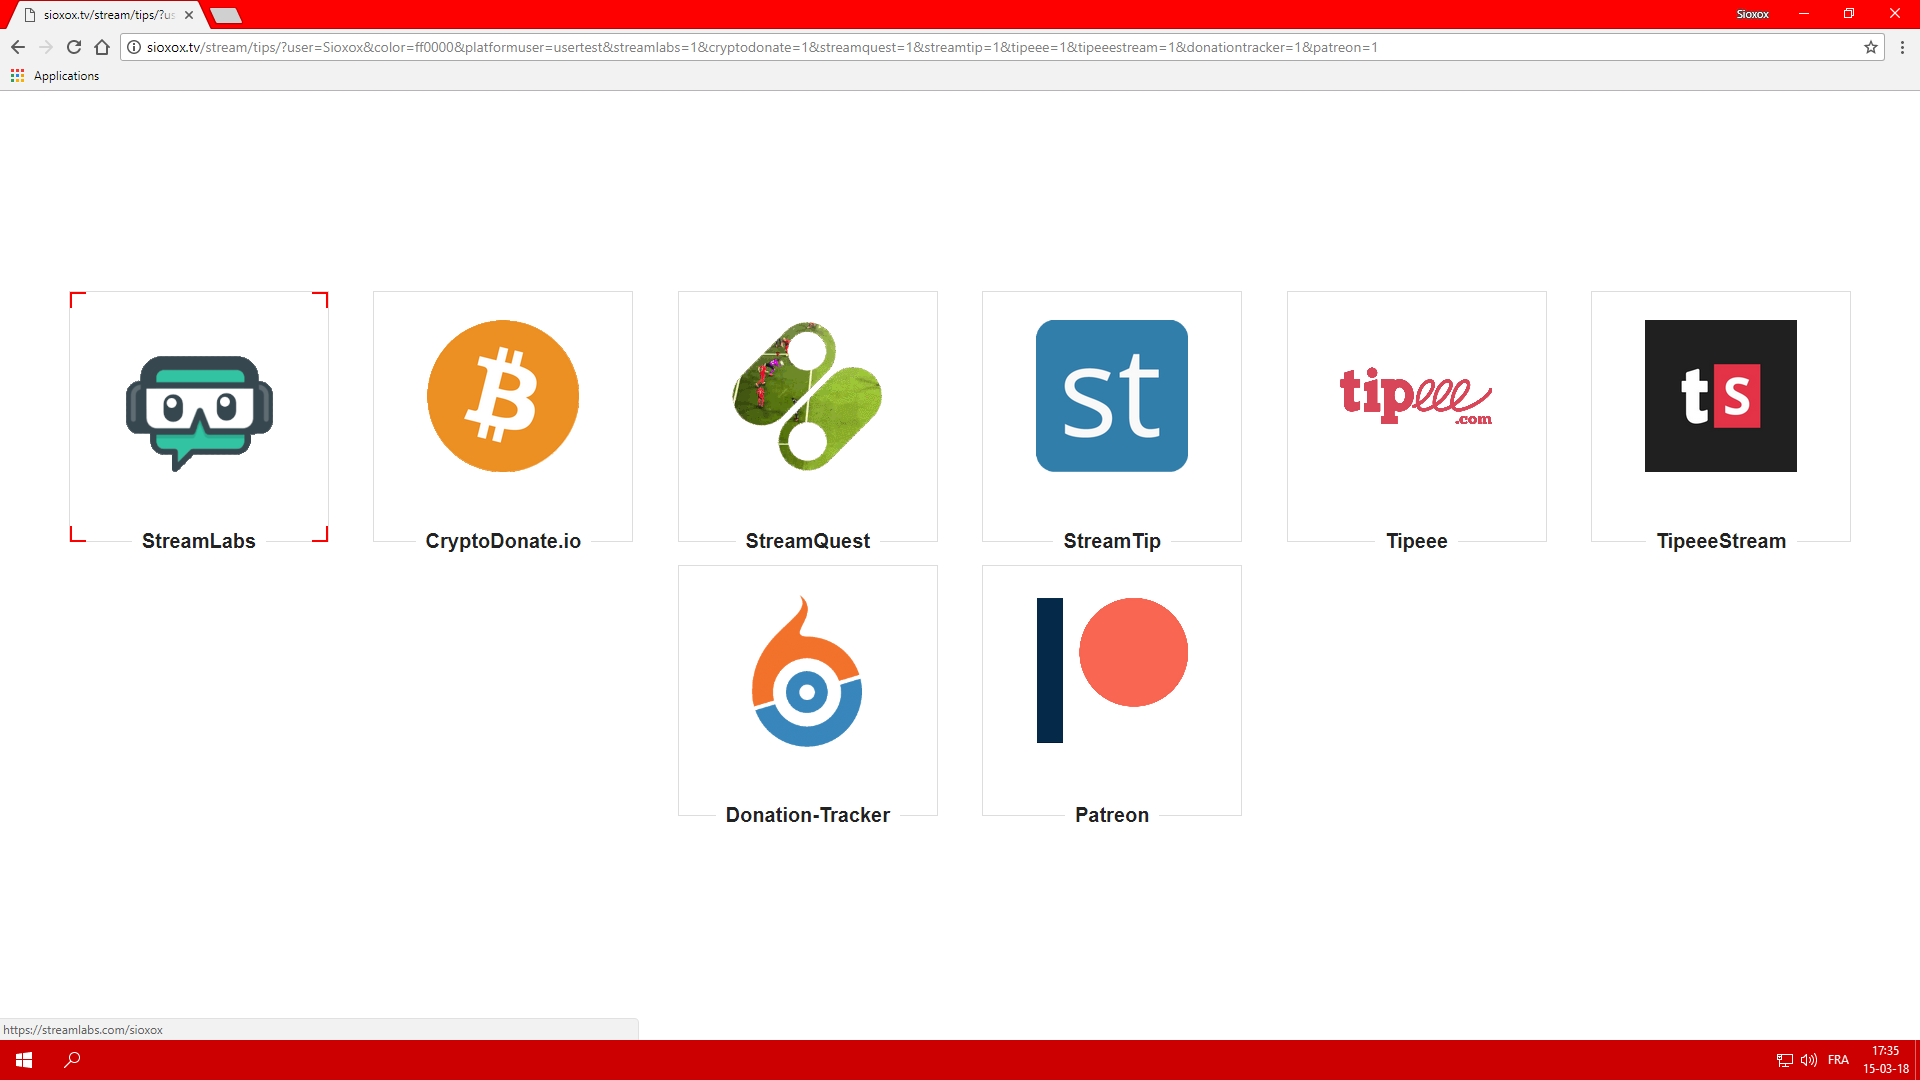 sioxox.tv/stream/tips/?us
Sioxox
sioxox.tv/stream/tips/?user=Sioxox&color=ff0000&platformuser=usertest&streamlabs=1&cryptodonate=1&streamquest=1&streamtip=1&tipeee=1&tipeeestream=1&donationtracker=1&patreon=1
Applications
st
tipeee
.com
ts
StreamLabs
CryptoDonate.io
StreamQuest
StreamTip
Tipeee
TipeeeStream
Donation-Tracker
Patreon
https://streamlabs.com/sioxox
FRA
17:35
15-03-18